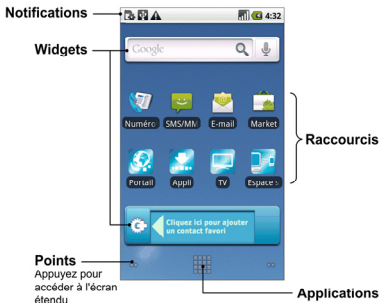 Notifications
4:32
Widgets
Google
Numéro SMS/MM E-mail Market
Raccourcis
Portail Appli TV Espace s
Cliquez ici pour ajouter
un contact favori
Points
Appuyez pour
accéder à l'écran
étendu
Applications